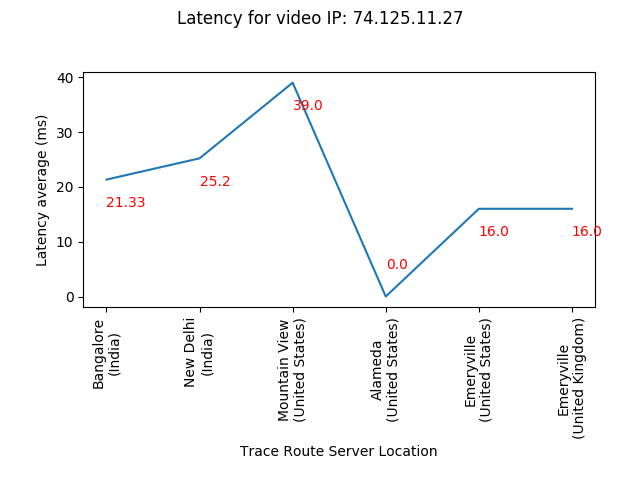 Latency for video IP: 74.125.11.27
Latency average (ms)
40
30
20
10
0
21.33
25.2
39.0
0.0
16.0
16.0
Bangalore
(India)
New Delhi
(India)
Mountain View
(United States)
Alameda
(United States)
Emeryville
(United States)
Emeryville
(United Kingdom)
Trace Route Server Location